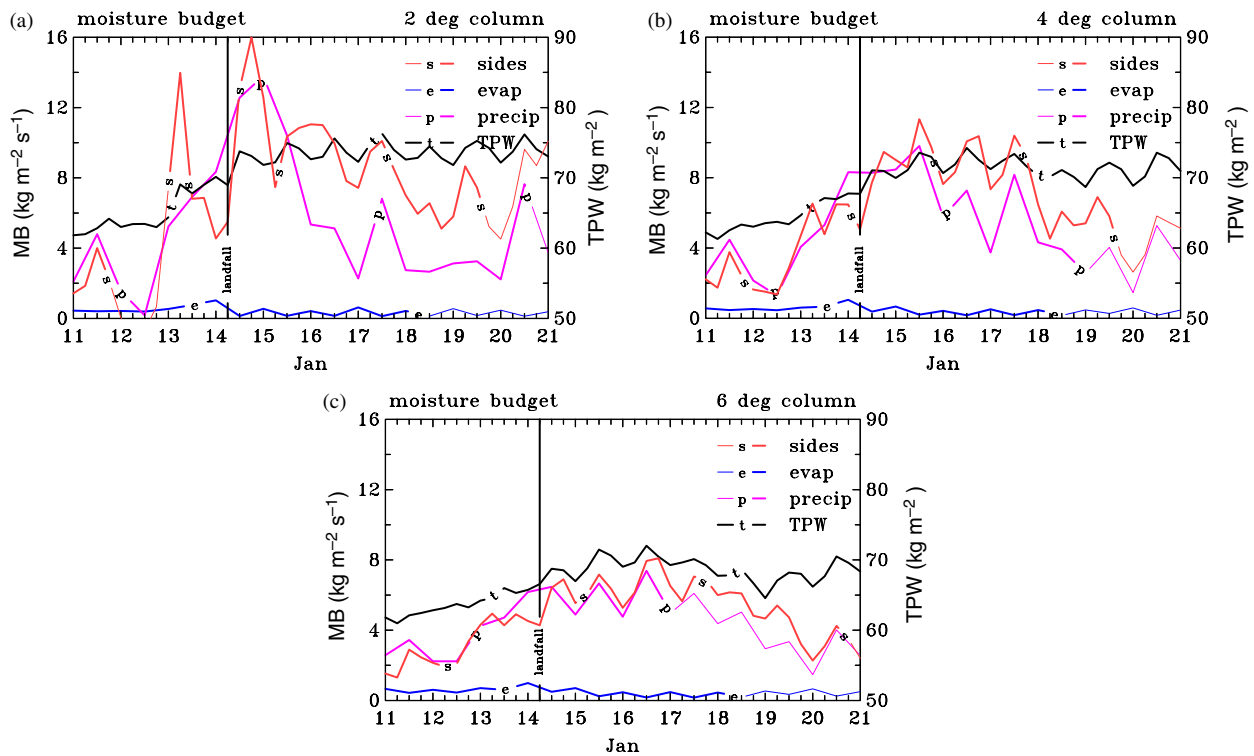 (a) moisture budget 2 deg column
16 90
s sides
e evap
p precip
t TPW
12 80
8 70
4 60
0 50
MB (kg m⁻² s⁻¹)
TPW (kg m⁻²)
s s s s s s s
p p p p
t t
e e
landfall
11 12 13 14 15 16 17 18 19 20 21
Jan
(b) moisture budget 4 deg column
16 90
s sides
e evap
p precip
t TPW
12 80
8 70
4 60
0 50
MB (kg m⁻² s⁻¹)
TPW (kg m⁻²)
s s s s s
p p p
t t
e e
landfall
11 12 13 14 15 16 17 18 19 20 21
Jan
(c) moisture budget 6 deg column
16 90
s sides
e evap
p precip
t TPW
12 80
8 70
4 60
0 50
MB (kg m⁻² s⁻¹)
TPW (kg m⁻²)
s s s s
p p
t t
e e
landfall
11 12 13 14 15 16 17 18 19 20 21
Jan